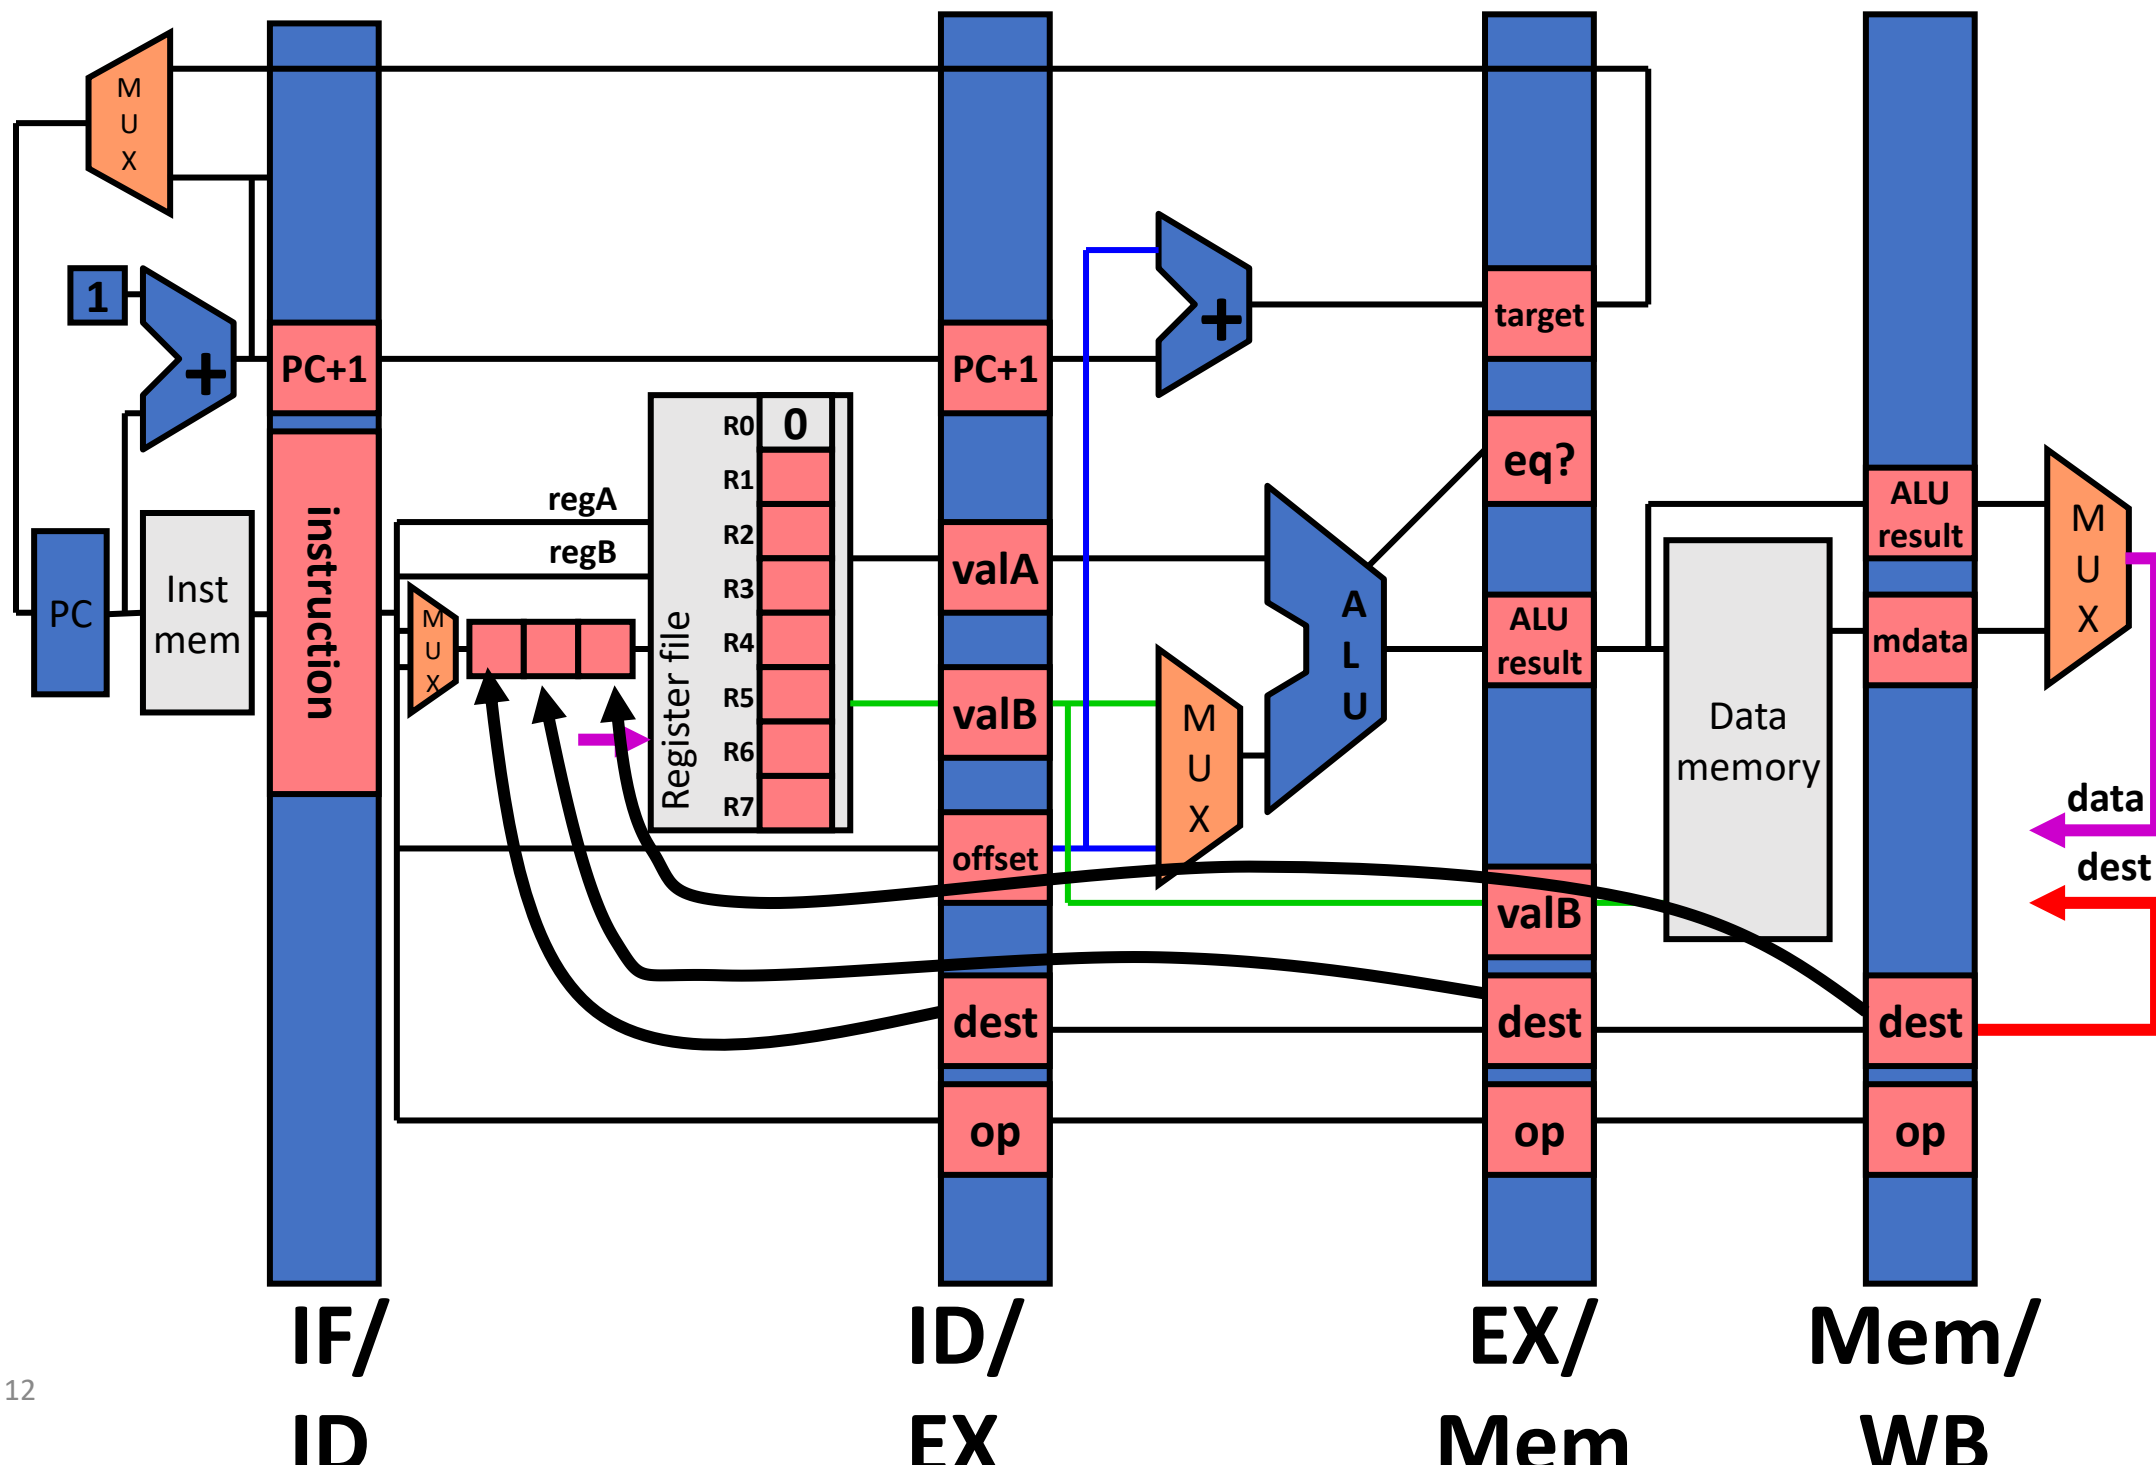 M
U
X
1
+
PC+1
PC
Inst
mem
instruction
regA
regB
M
U
X
Register file
R0
0
R1
R2
R3
R4
R5
R6
R7
PC+1
valA
valB
offset
dest
op
+
M
U
X
A
L
U
target
eq?
ALU
result
valB
dest
op
Data
memory
ALU
result
mdata
dest
op
M
U
X
data
dest
IF/
ID
ID/
EX
EX/
Mem
Mem/
WB
12